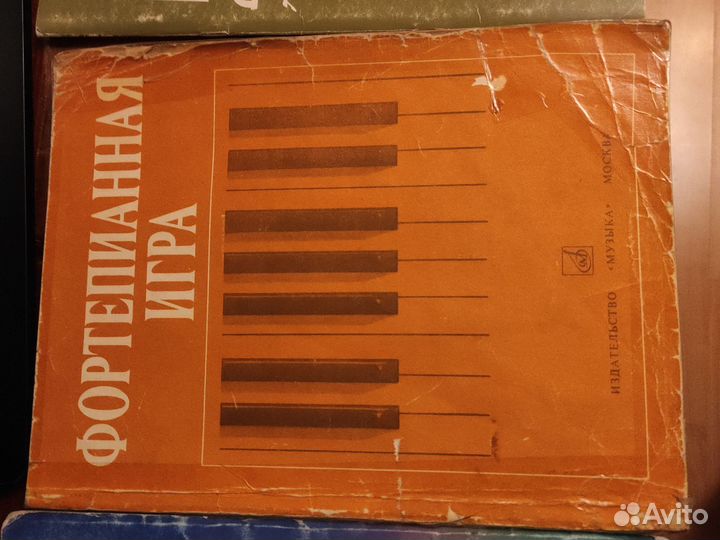 ФОРТЕПИАННАЯ
ИГРА
ИЗДАТЕЛЬСТВО «МУЗЫКА» МОСКВА
Avito